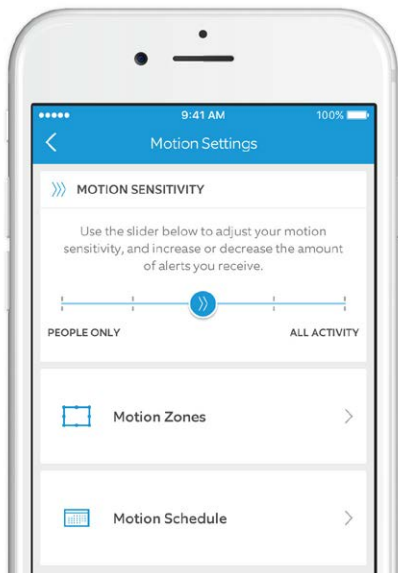 9:41 AM
100%
Motion Settings
MOTION SENSITIVITY
Use the slider below to adjust your motion
sensitivity, and increase or decrease the amount
of alerts you receive.
PEOPLE ONLY
ALL ACTIVITY
Motion Zones
Motion Schedule